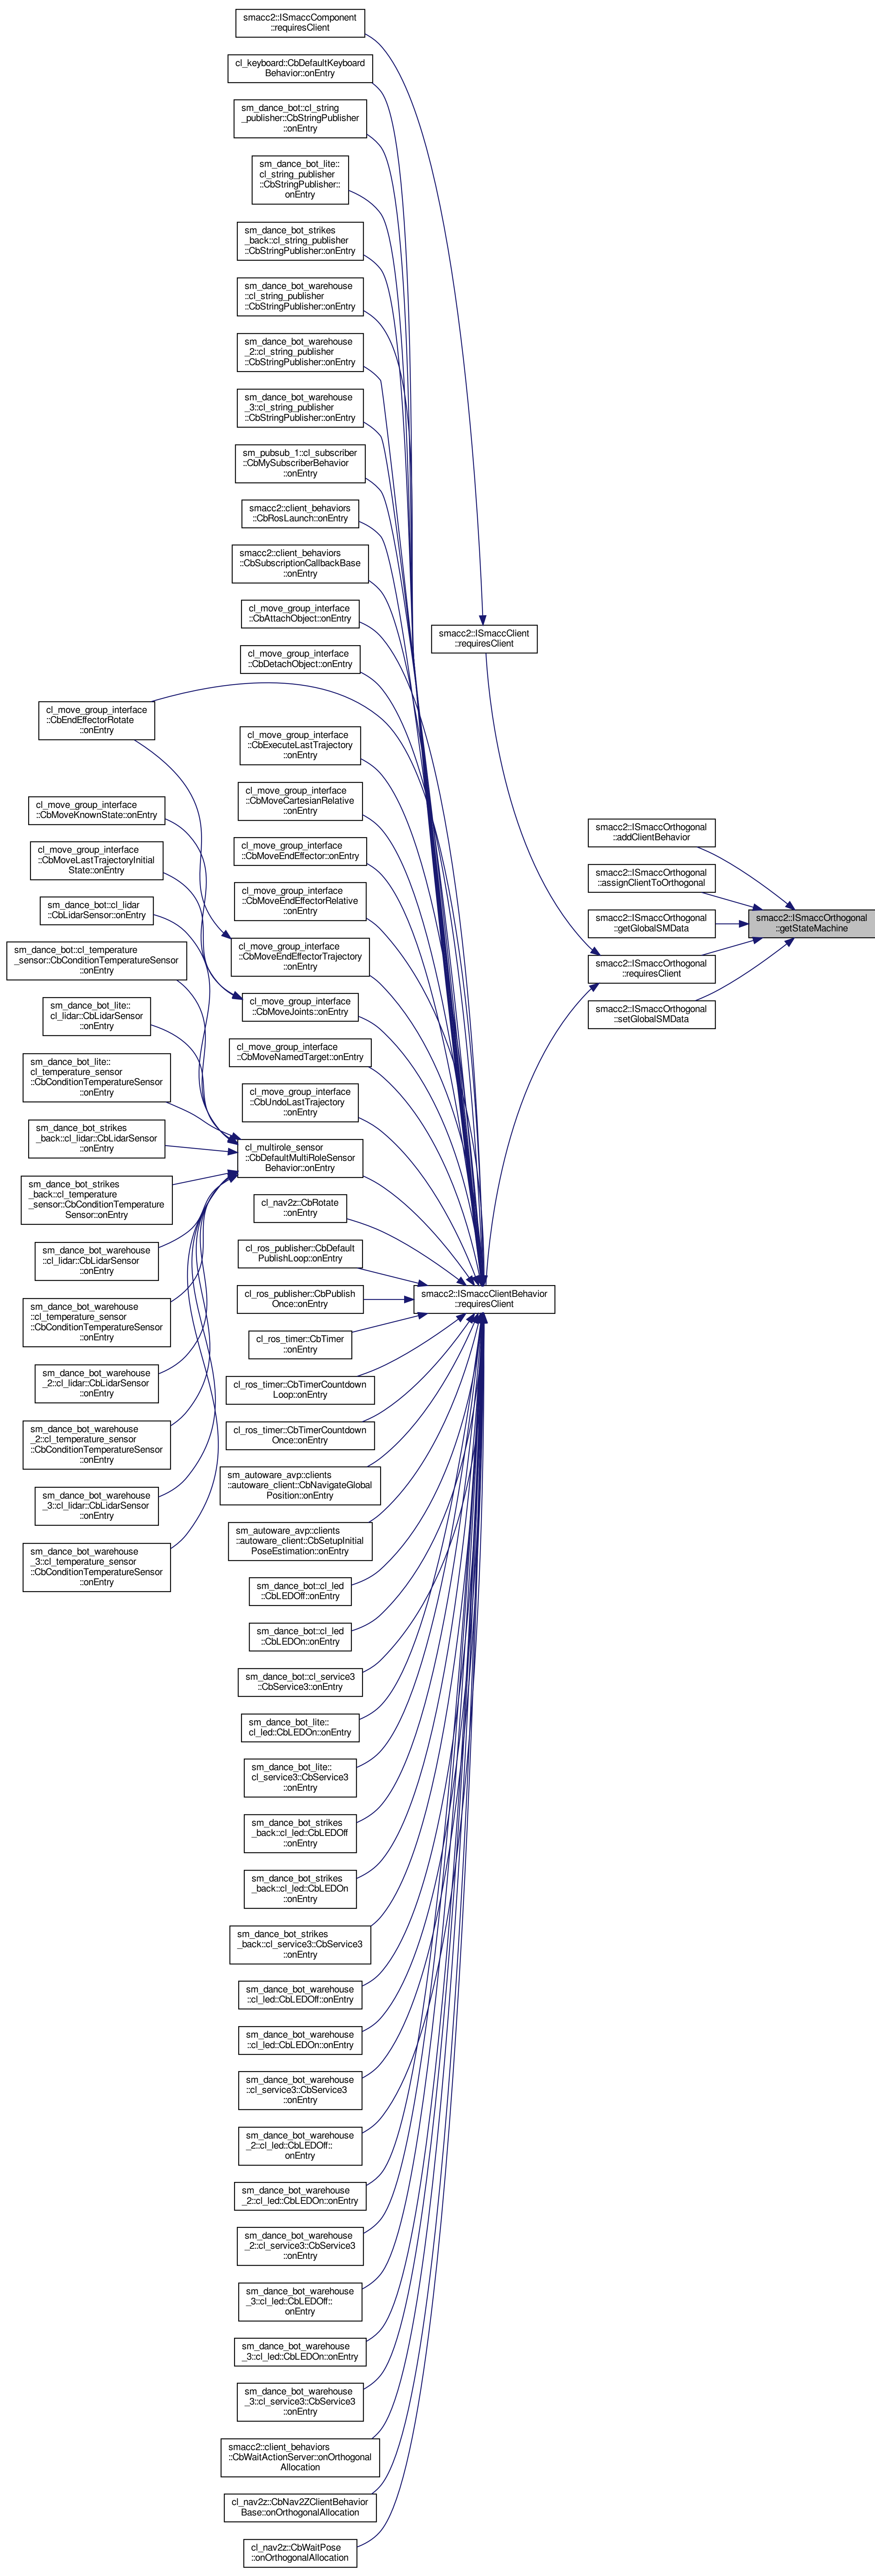 smacc2::ISmaccComponent
::requiresClient
cl_keyboard::CbDefaultKeyboard
Behavior::onEntry
sm_dance_bot::cl_string
_publisher::CbStringPublisher
::onEntry
sm_dance_bot_lite::
cl_string_publisher
::CbStringPublisher::
onEntry
sm_dance_bot_strikes
_back::cl_string_publisher
::CbStringPublisher::onEntry
sm_dance_bot_warehouse
::cl_string_publisher
::CbStringPublisher::onEntry
sm_dance_bot_warehouse
_2::cl_string_publisher
::CbStringPublisher::onEntry
sm_dance_bot_warehouse
_3::cl_string_publisher
::CbStringPublisher::onEntry
sm_pubsub_1::cl_subscriber
::CbMySubscriberBehavior
::onEntry
smacc2::client_behaviors
::CbRosLaunch::onEntry
smacc2::client_behaviors
::CbSubscriptionCallbackBase
::onEntry
cl_move_group_interface
::CbAttachObject::onEntry
cl_move_group_interface
::CbDetachObject::onEntry
cl_move_group_interface
::CbExecuteLastTrajectory
::onEntry
cl_move_group_interface
::CbMoveCartesianRelative
::onEntry
cl_move_group_interface
::CbMoveEndEffector::onEntry
cl_move_group_interface
::CbMoveEndEffectorRelative
::onEntry
cl_move_group_interface
::CbMoveEndEffectorTrajectory
::onEntry
cl_move_group_interface
::CbMoveJoints::onEntry
cl_move_group_interface
::CbMoveNamedTarget::onEntry
cl_move_group_interface
::CbUndoLastTrajectory
::onEntry
cl_multirole_sensor
::CbDefaultMultiRoleSensor
Behavior::onEntry
cl_nav2z::CbRotate
::onEntry
cl_ros_publisher::CbDefault
PublishLoop::onEntry
cl_ros_publisher::CbPublish
Once::onEntry
cl_ros_timer::CbTimer
::onEntry
cl_ros_timer::CbTimerCountdown
Loop::onEntry
cl_ros_timer::CbTimerCountdown
Once::onEntry
sm_autoware_avp::clients
::autoware_client::CbNavigateGlobal
Position::onEntry
sm_autoware_avp::clients
::autoware_client::CbSetupInitial
PoseEstimation::onEntry
sm_dance_bot::cl_led
::CbLEDOff::onEntry
sm_dance_bot::cl_led
::CbLEDOn::onEntry
sm_dance_bot::cl_service3
::CbService3::onEntry
sm_dance_bot_lite::
cl_led::CbLEDOn::onEntry
sm_dance_bot_lite::
cl_service3::CbService3
::onEntry
sm_dance_bot_strikes
_back::cl_led::CbLEDOff
::onEntry
sm_dance_bot_strikes
_back::cl_led::CbLEDOn
::onEntry
sm_dance_bot_strikes
_back::cl_service3::CbService3
::onEntry
sm_dance_bot_warehouse
::cl_led::CbLEDOff::onEntry
sm_dance_bot_warehouse
::cl_led::CbLEDOn::onEntry
sm_dance_bot_warehouse
::cl_service3::CbService3
::onEntry
sm_dance_bot_warehouse
_2::cl_led::CbLEDOff::
onEntry
sm_dance_bot_warehouse
_2::cl_led::CbLEDOn::onEntry
sm_dance_bot_warehouse
_2::cl_service3::CbService3
::onEntry
sm_dance_bot_warehouse
_3::cl_led::CbLEDOff::
onEntry
sm_dance_bot_warehouse
_3::cl_led::CbLEDOn::onEntry
sm_dance_bot_warehouse
_3::cl_service3::CbService3
::onEntry
smacc2::client_behaviors
::CbWaitActionServer::onOrthogonal
Allocation
cl_nav2z::CbNav2ZClientBehavior
Base::onOrthogonalAllocation
cl_nav2z::CbWaitPose
::onOrthogonalAllocation
cl_move_group_interface
::CbEndEffectorRotate
::onEntry
cl_move_group_interface
::CbMoveKnownState::onEntry
cl_move_group_interface
::CbMoveLastTrajectoryInitial
State::onEntry
sm_dance_bot::cl_lidar
::CbLidarSensor::onEntry
sm_dance_bot::cl_temperature
_sensor::CbConditionTemperatureSensor
::onEntry
sm_dance_bot_lite::
cl_lidar::CbLidarSensor
::onEntry
sm_dance_bot_lite::
cl_temperature_sensor
::CbConditionTemperatureSensor
::onEntry
sm_dance_bot_strikes
_back::cl_lidar::CbLidarSensor
::onEntry
sm_dance_bot_strikes
_back::cl_temperature
_sensor::CbConditionTemperature
Sensor::onEntry
sm_dance_bot_warehouse
::cl_lidar::CbLidarSensor
::onEntry
sm_dance_bot_warehouse
::cl_temperature_sensor
::CbConditionTemperatureSensor
::onEntry
sm_dance_bot_warehouse
_2::cl_lidar::CbLidarSensor
::onEntry
sm_dance_bot_warehouse
_2::cl_temperature_sensor
::CbConditionTemperatureSensor
::onEntry
sm_dance_bot_warehouse
_3::cl_lidar::CbLidarSensor
::onEntry
sm_dance_bot_warehouse
_3::cl_temperature_sensor
::CbConditionTemperatureSensor
::onEntry
smacc2::ISmaccClient
::requiresClient
smacc2::ISmaccClientBehavior
::requiresClient
smacc2::ISmaccOrthogonal
::addClientBehavior
smacc2::ISmaccOrthogonal
::assignClientToOrthogonal
smacc2::ISmaccOrthogonal
::getGlobalSMData
smacc2::ISmaccOrthogonal
::requiresClient
smacc2::ISmaccOrthogonal
::setGlobalSMData
smacc2::ISmaccOrthogonal
::getStateMachine